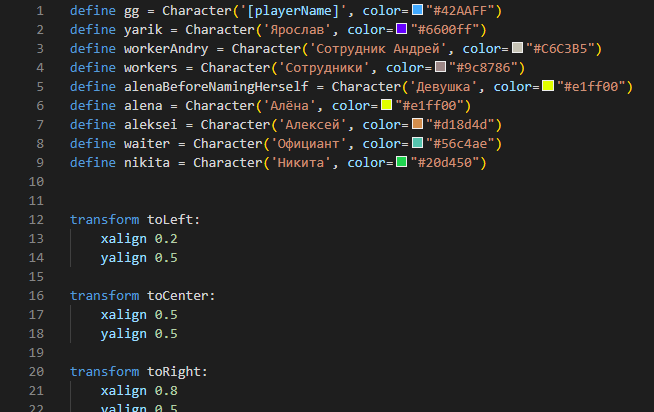 1 define gg = Character('[playerName]', color="#42AAFF")
2 define yarik = Character('Ярослав', color="#6600ff")
3 define workerAndry = Character('Сотрудник Андрей', color="#C6C3B5")
4 define workers = Character('Сотрудники', color="#9c8786")
5 define alenaBeforeNamingHerself = Character('Девушка', color="#e1ff00")
6 define alena = Character('Алёна', color="#e1ff00")
7 define aleksei = Character('Алексей', color="#d18d4d")
8 define waiter = Character('Официант', color="#56c4ae")
9 define nikita = Character('Никита', color="#20d450")
10
11
12 transform toLeft:
13 xalign 0.2
14 yalign 0.5
15
16 transform toCenter:
17 xalign 0.5
18 yalign 0.5
19
20 transform toRight:
21 xalign 0.8
22 yalign 0.5